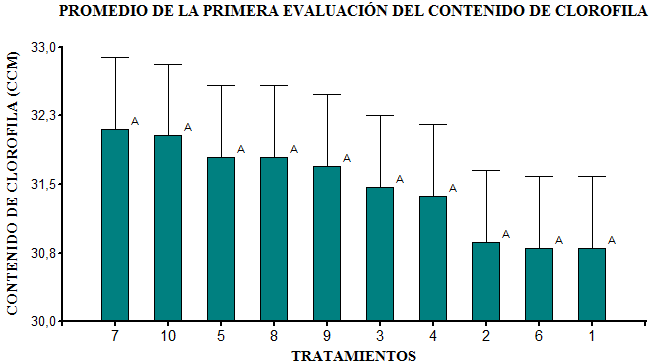 PROMEDIO DE LA PRIMERA EVALUACIÓN DEL CONTENIDO DE CLOROFILA
CONTENIDO DE CLOROFILA (CCM)
33,0
32,3
31,5
30,8
30,0
A A A A A A A A A A
7 10 5 8 9 3 4 2 6 1
TRATAMIENTOS